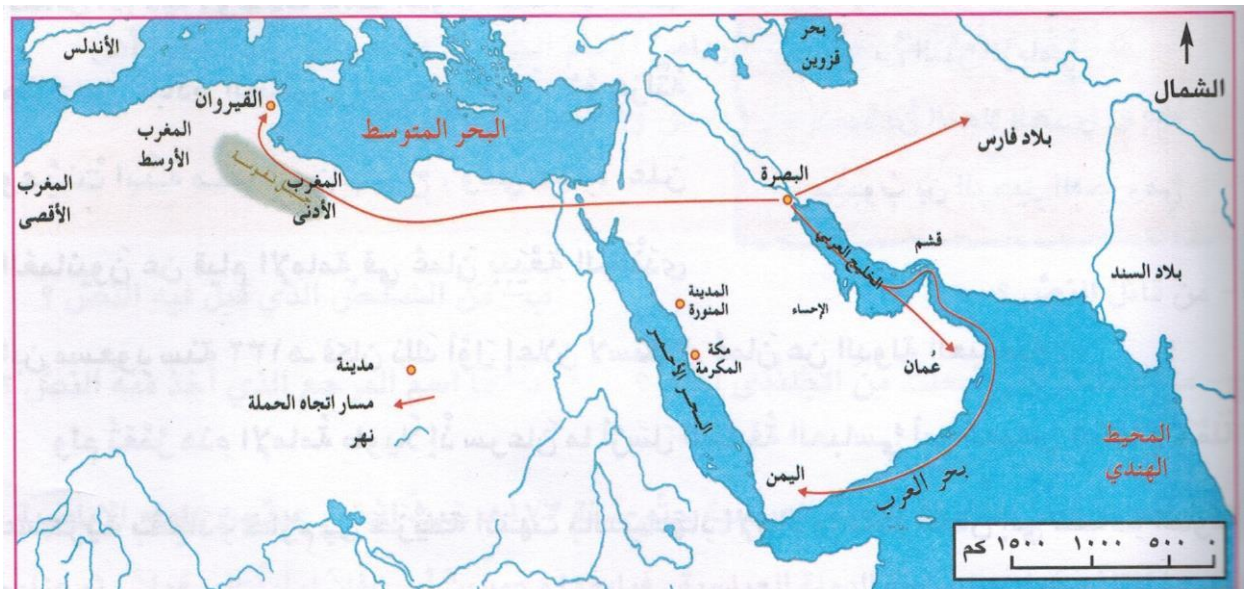 الشمال
بحر
قزوين
الأندلس
القيروان
البحر المتوسط
بلاد فارس
المغرب
الأوسط
المغرب
الأقصى
المغرب
الأدنى
البصرة
الخليج العربي
قشم
بلاد السند
المدينة
المنورة
الإحساء
مكة
المكرمة
عُمان
البحر الأحمر
مدينة
مسار اتجاه الحملة
نهر
المحيط
الهندي
اليمن
بحر العرب
٠ ٥٠٠ ١٠٠٠ ١٥٠٠ كم